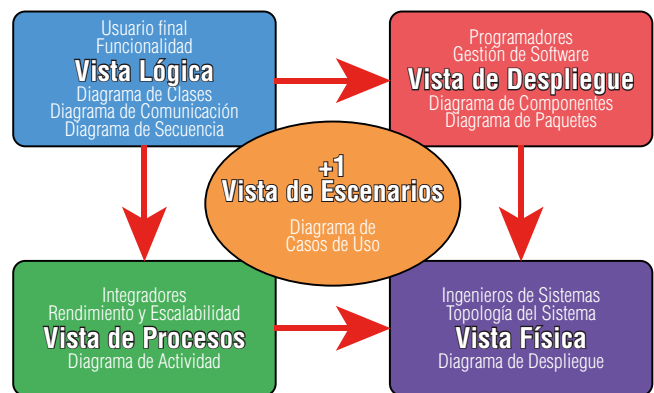 Usuario final
Funcionalidad
Vista Lógica
Diagrama de Clases
Diagrama de Comunicación
Diagrama de Secuencia
Programadores
Gestión de Software
Vista de Despliegue
Diagrama de Componentes
Diagrama de Paquetes
+1
Vista de Escenarios
Diagrama de
Casos de Uso
Integradores
Rendimiento y Escalabilidad
Vista de Procesos
Diagrama de Actividad
Ingenieros de Sistemas
Topología del Sistema
Vista Física
Diagrama de Despliegue